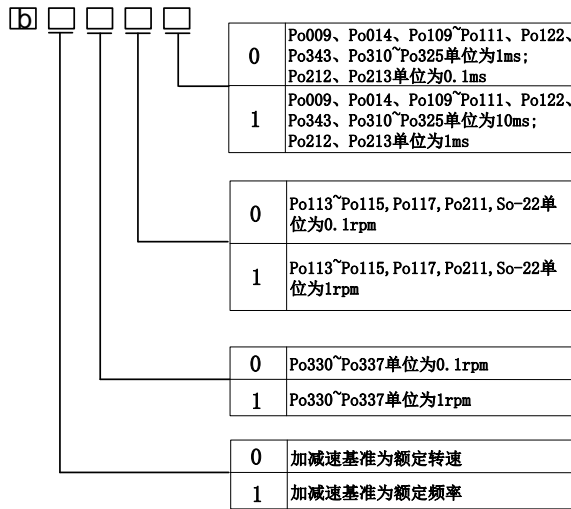 b
0
Po009、Po014、Po109~Po111、Po122、
Po343、Po310~Po325单位为1ms;
Po212、Po213单位为0.1ms
1
Po009、Po014、Po109~Po111、Po122、
Po343、Po310~Po325单位为10ms;
Po212、Po213单位为1ms
0
Po113~Po115,Po117,Po211,So-22单
位为0.1rpm
1
Po113~Po115,Po117,Po211,So-22单
位为1rpm
0
Po330~Po337单位为0.1rpm
1
Po330~Po337单位为1rpm
0
加减速基准为额定转速
1
加减速基准为额定频率